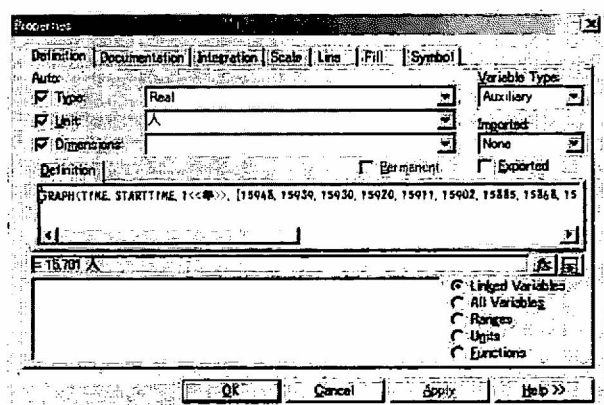 Properties
Definition Documentation Integration Scale Line Fill Symbol
Auto: Variable Type:
Type: Real Auxiliary
Unit: 人 Imported:
Dimensions: None
Definition Permanent Exported
GRAPH(TIME, STARTTIME, 1<<年>>, {15948, 15939, 15930, 15920, 15911, 15902, 15885, 15868, 15
= 15,701 人
Linked Variables
All Variables
Ranges
Units
Functions
OK Cancel Apply Help >>